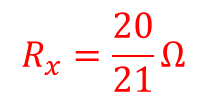 Rₓ = 20/21 Ω